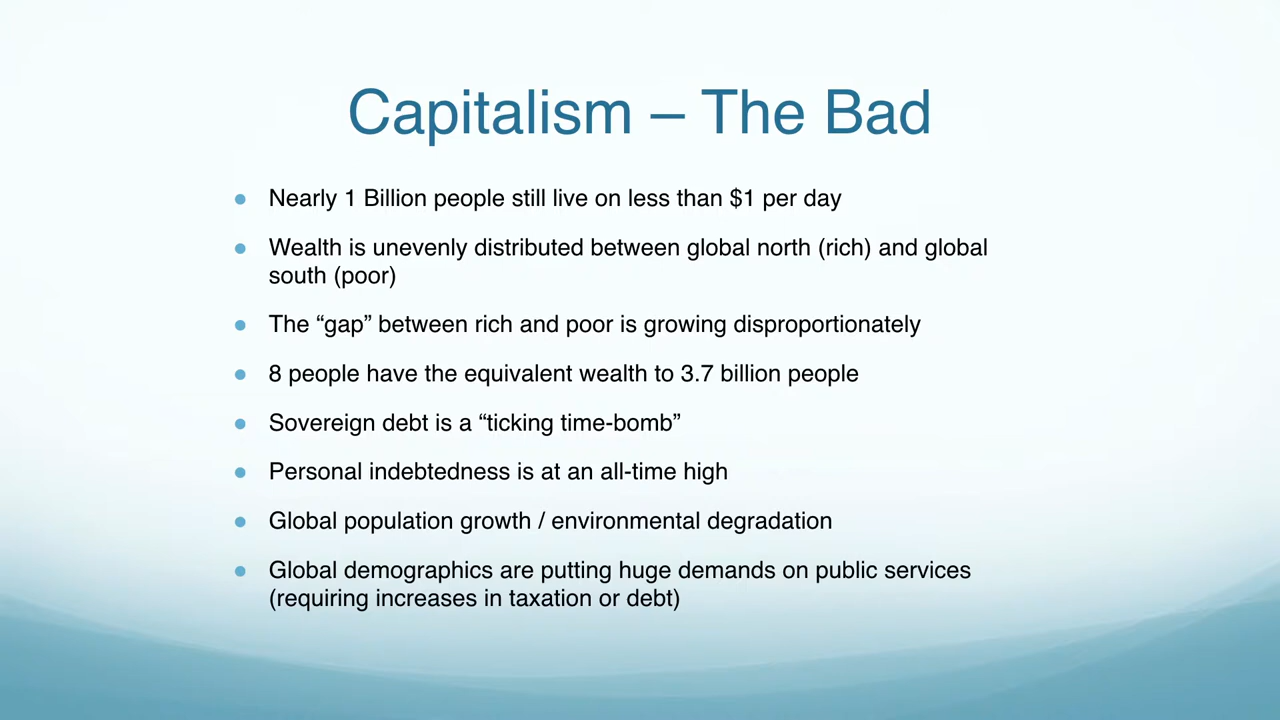 Capitalism – The Bad
Nearly 1 Billion people still live on less than $1 per day
Wealth is unevenly distributed between global north (rich) and global
south (poor)
The “gap” between rich and poor is growing disproportionately
8 people have the equivalent wealth to 3.7 billion people
Sovereign debt is a “ticking time-bomb”
Personal indebtedness is at an all-time high
Global population growth / environmental degradation
Global demographics are putting huge demands on public services
(requiring increases in taxation or debt)